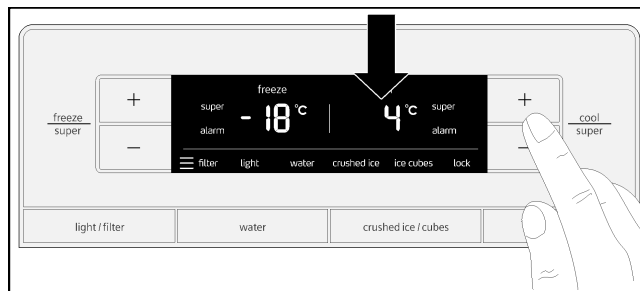 freeze
super
+
−
freeze
super
alarm
- 18 °C
4 °C
super
alarm
filter
light
water
crushed ice
ice cubes
lock
+
−
cool
super
light / filter
water
crushed ice / cubes